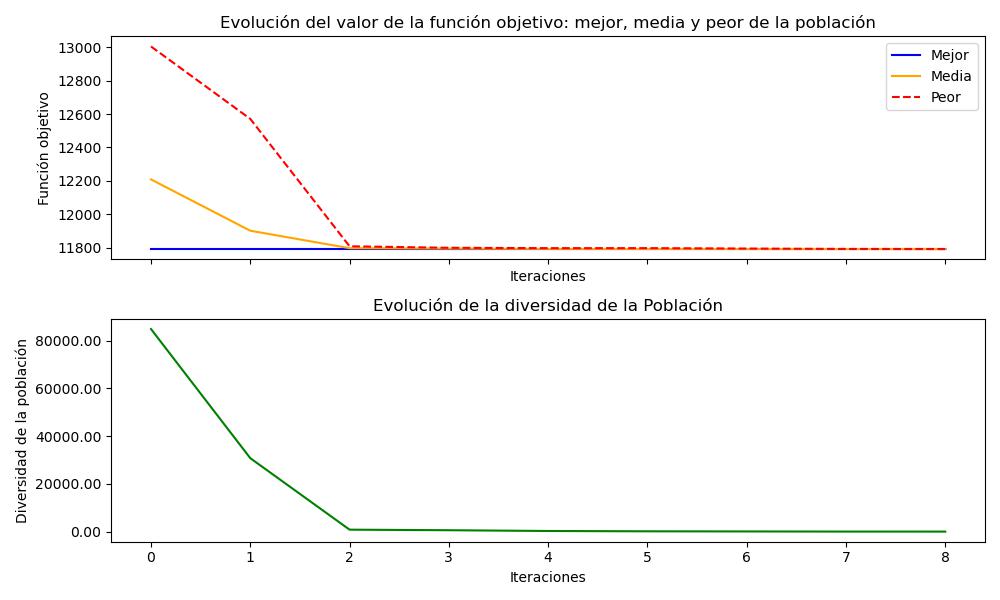 Evolución del valor de la función objetivo: mejor, media y peor de la población
Función objetivo
13000
12800
12600
12400
12200
12000
11800
Mejor
Media
Peor
Iteraciones
Evolución de la diversidad de la Población
Diversidad de la población
80000.00
60000.00
40000.00
20000.00
0.00
0 1 2 3 4 5 6 7 8
Iteraciones